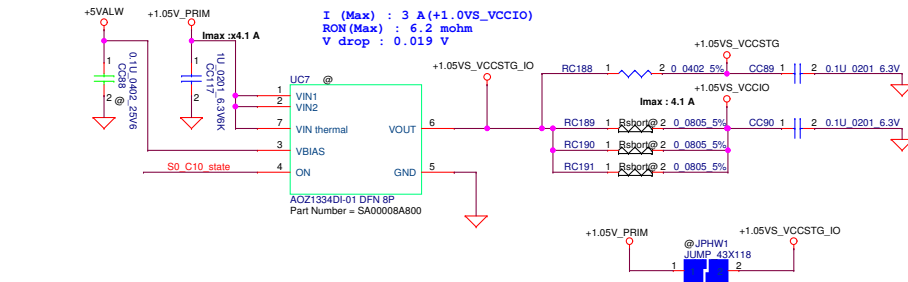 +5VALW
+1.05V_PRIM
I (Max) : 3 A(+1.0VS_VCCIO)
RON(Max) : 6.2 mohm
V drop : 0.019 V
Imax :x4.1 A
1
2
0.1U_0402_25V6
CC88
@
1
2
1U_0201_6.3V6K
CC117
UC7 @
1 VIN1
2 VIN2
7 VIN thermal
3 VBIAS
4 ON
VOUT 6
GND 5
S0_C10_state
AOZ1334DI-01 DFN 8P
Part Number = SA00008A800
+1.05VS_VCCSTG_IO
+1.05VS_VCCSTG
RC188 1 2 0_0402_5%
CC89 1 2 0.1U_0201_6.3V
+1.05VS_VCCIO
Imax : 4.1 A
RC189 1 Rshort@ 2 0_0805_5%
CC90 1 2 0.1U_0201_6.3V
RC190 1 Rshort@ 2 0_0805_5%
RC191 1 Rshort@ 2 0_0805_5%
+1.05V_PRIM
+1.05VS_VCCSTG_IO
@JPHW1
JUMP_43X118
1 1 2 2